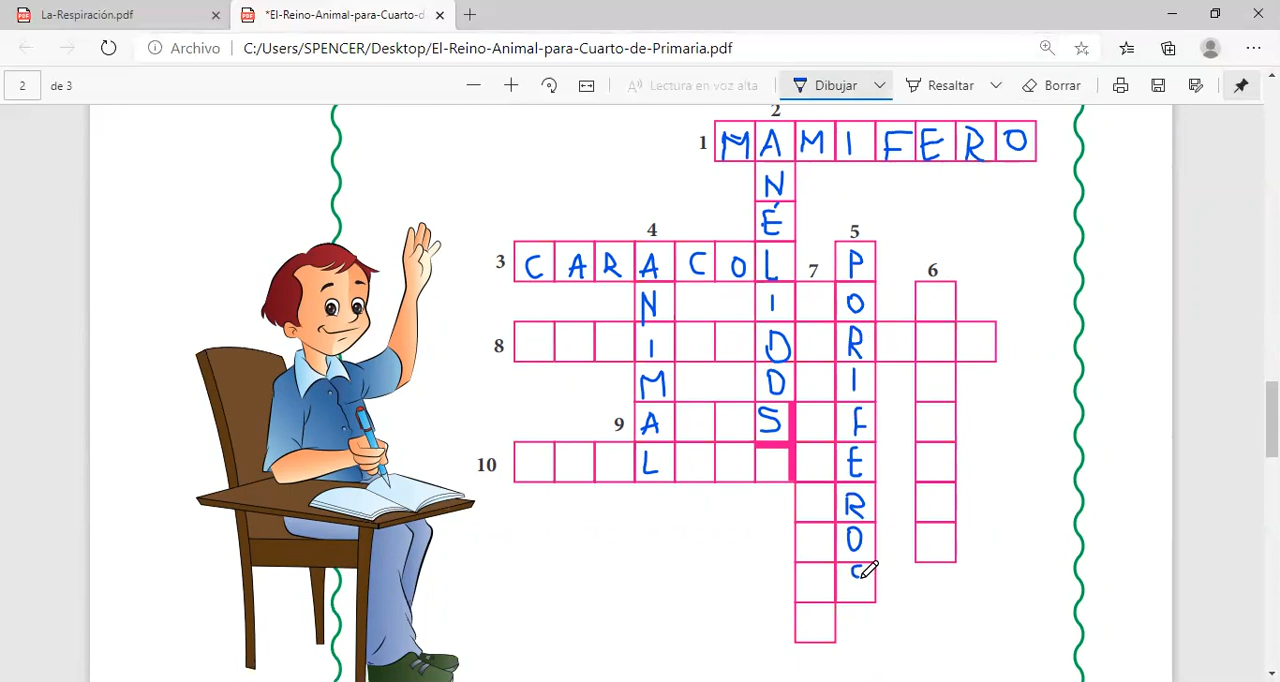 La-Respiración.pdf
*El-Reino-Animal-para-Cuarto-d
Archivo
C:/Users/SPENCER/Desktop/El-Reino-Animal-para-Cuarto-de-Primaria.pdf
2 de 3
Lectura en voz alta
Dibujar
Resaltar
Borrar
2
1 MAMIFERO
N
É
4 5
3 CARACOL P
7 6
N I O
8 I D R
M O I
9 A S F
10 L E
R
O